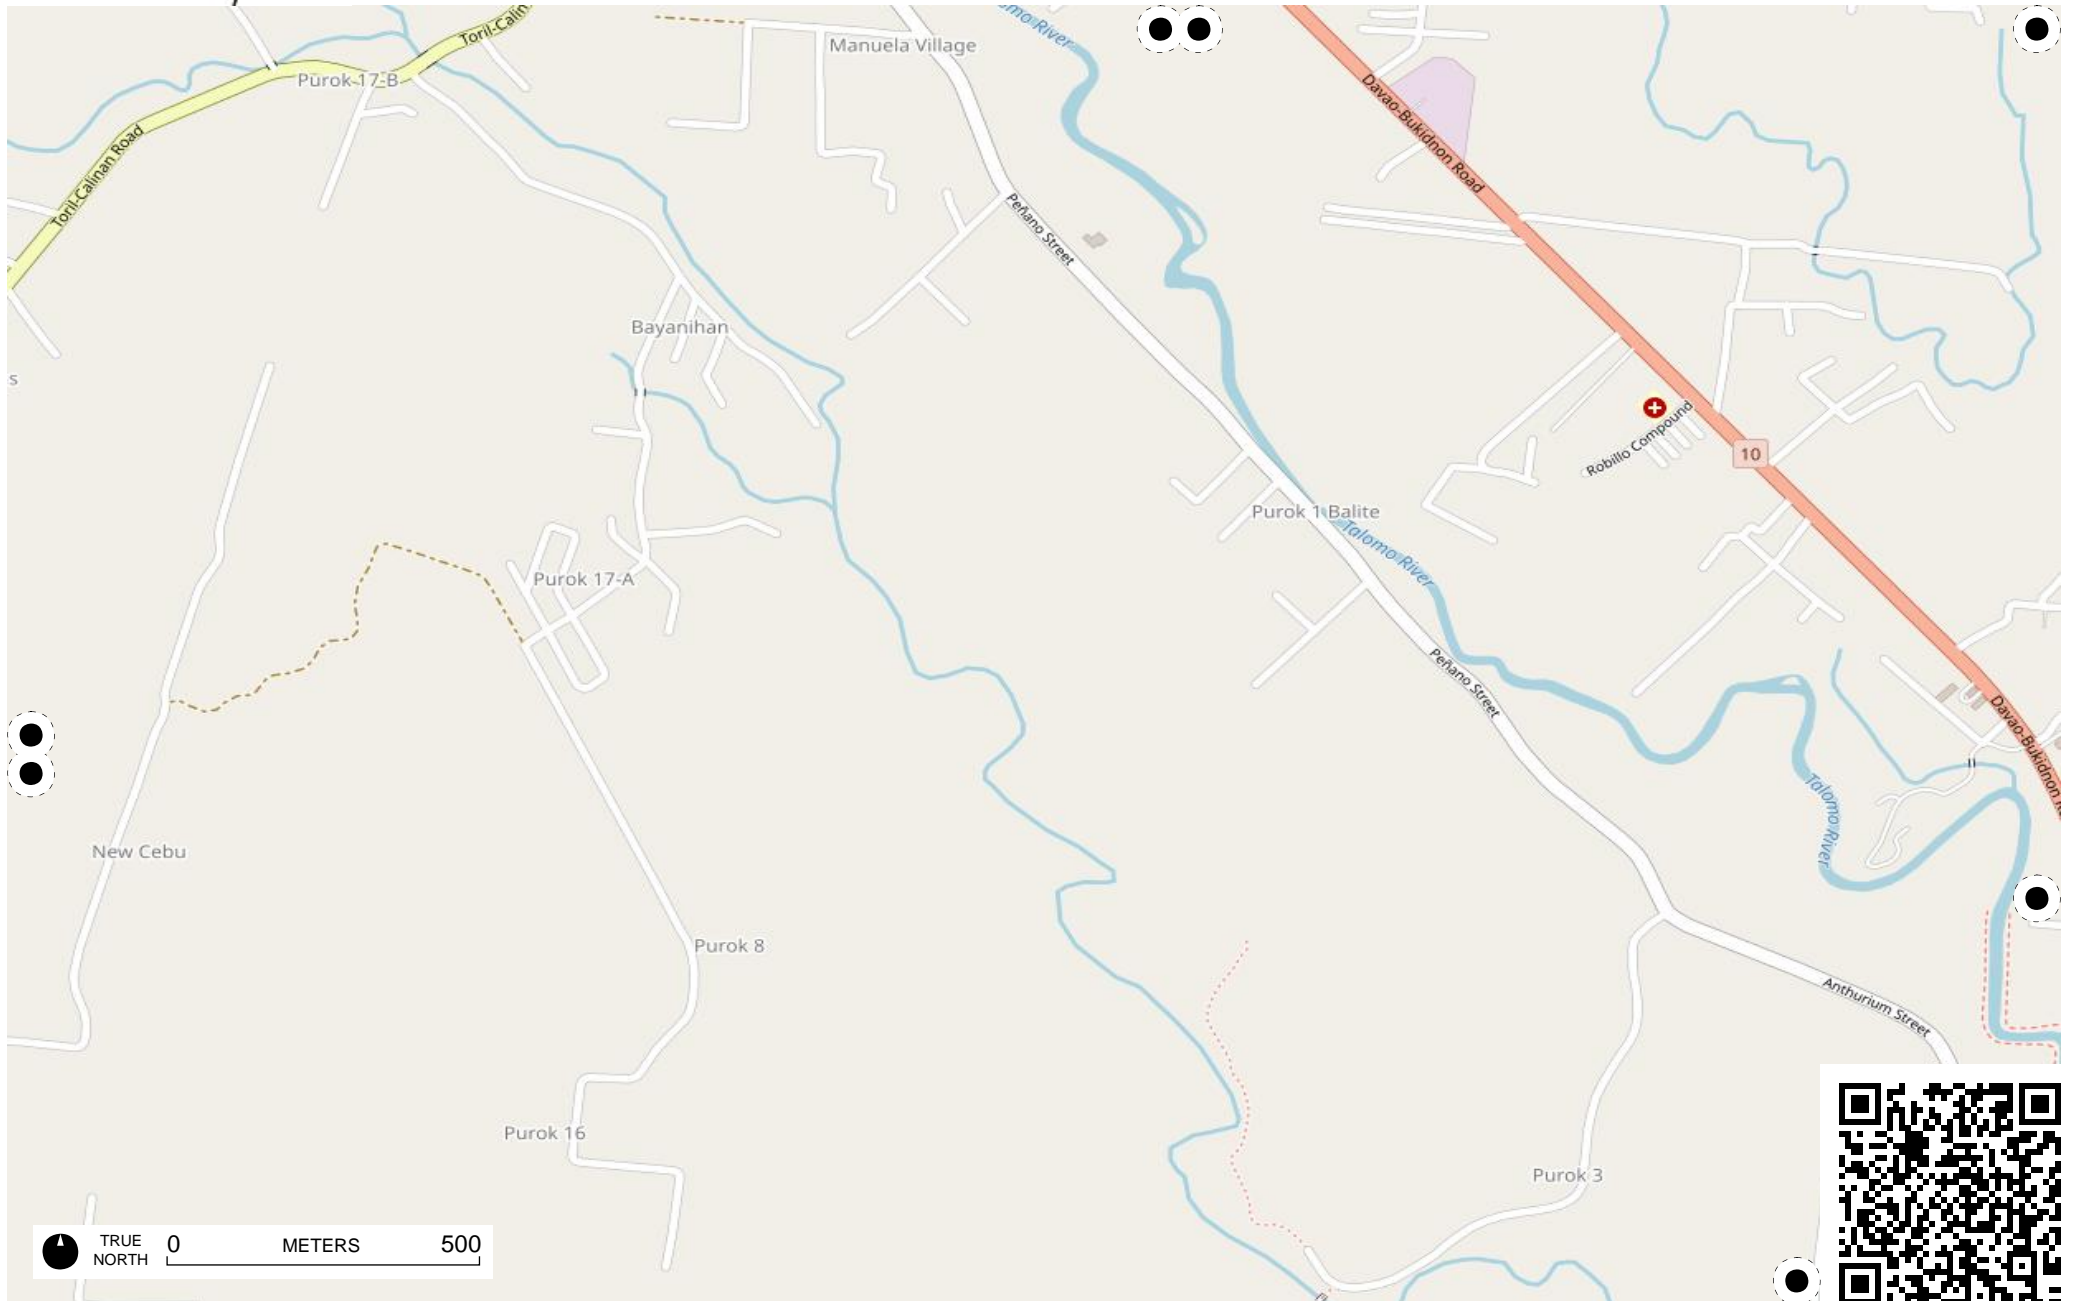 Toril-Calin
Manuela Village
omo River
Purok 17-B
Davao-Bukidnon Road
Toril-Calinan Road
Peñano Street
Bayanihan
s
Robillo Compound
10
Purok 1 Balite
Talomo River
Purok 17-A
Peñano Street
Davao-Bukidnon R
Talomo River
New Cebu
Purok 8
Anthurium Street
Purok 16
Purok 3
TRUE
NORTH
0 METERS 500